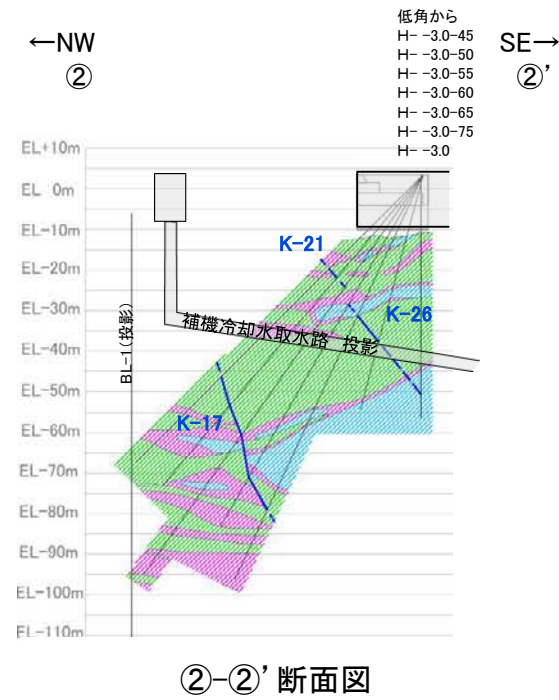 低角から
H- -3.0-45
H- -3.0-50
H- -3.0-55
H- -3.0-60
H- -3.0-65
H- -3.0-75
H- -3.0
←NW
②
SE→
②’
EL+10m
EL 0m
EL-10m
EL-20m
EL-30m
EL-40m
EL-50m
EL-60m
EL-70m
EL-80m
EL-90m
EL-100m
EL-110m
K-21
K-26
K-17
BL-1(投影)
補機冷却水取水路 投影
②-②’断面図